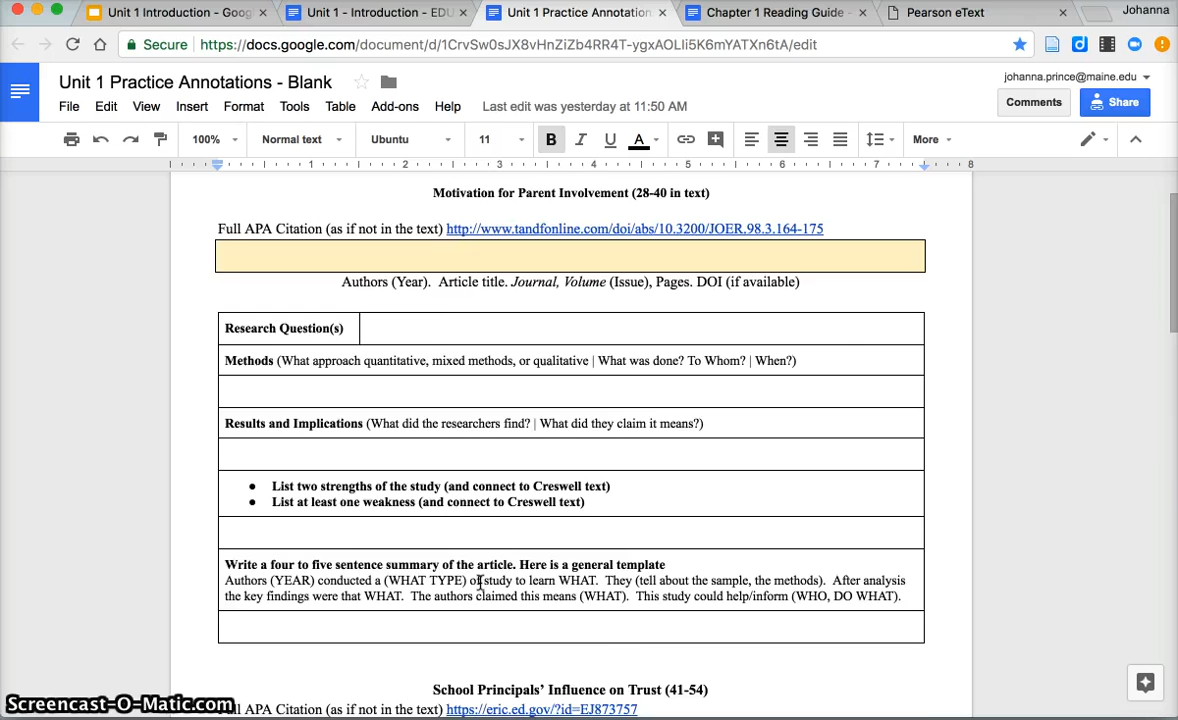 Unit 1 Introduction - Goog
Unit 1 - Introduction - EDU
Unit 1 Practice Annotation
Chapter 1 Reading Guide -
Pearson eText
Johanna
Secure
https://docs.google.com/document/d/1CrvSw0sJX8vHnZiZb4RR4T-ygxAOLIi5K6mYATXn6tA/edit
Unit 1 Practice Annotations - Blank
johanna.prince@maine.edu
File Edit View Insert Format Tools Table Add-ons Help Last edit was yesterday at 11:50 AM
Comments
Share
100% Normal text Ubuntu 11 B I U A More
1 2 3 4 5 6 7 8
Motivation for Parent Involvement (28-40 in text)
Full APA Citation (as if not in the text) http://www.tandfonline.com/doi/abs/10.3200/JOER.98.3.164-175
Authors (Year). Article title. Journal, Volume (Issue), Pages. DOI (if available)
Research Question(s)
Methods (What approach quantitative, mixed methods, or qualitative | What was done? To Whom? | When?)
Results and Implications (What did the researchers find? | What did they claim it means?)
● List two strengths of the study (and connect to Creswell text)
● List at least one weakness (and connect to Creswell text)
Write a four to five sentence summary of the article. Here is a general template
Authors (YEAR) conducted a (WHAT TYPE) of study to learn WHAT. They (tell about the sample, the methods). After analysis
the key findings were that WHAT. The authors claimed this means (WHAT). This study could help/inform (WHO, DO WHAT).
School Principals' Influence on Trust (41-54)
Full APA Citation (as if not in the text) https://eric.ed.gov/?id=EJ873757
Screencast-O-Matic.com